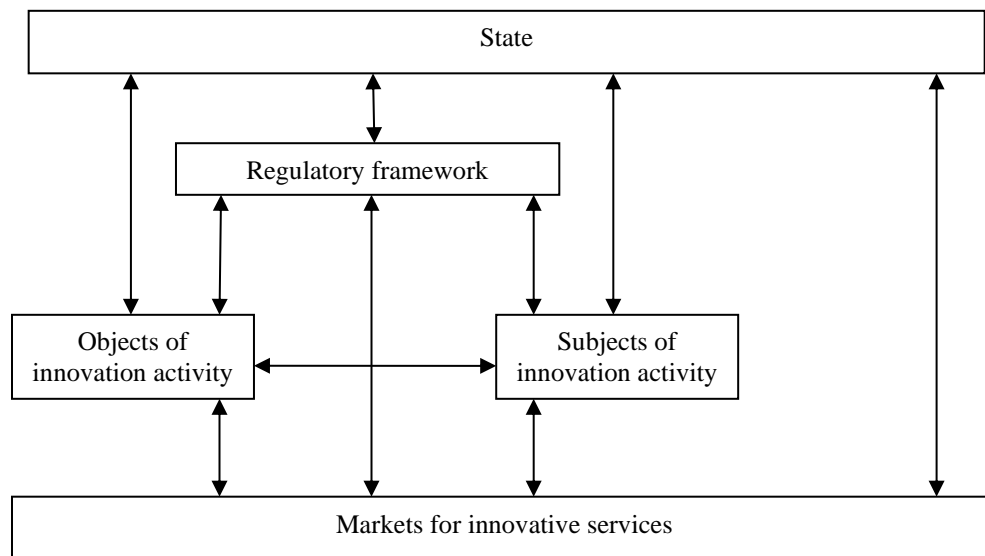 State
Regulatory framework
Objects of
innovation activity
Subjects of
innovation activity
Markets for innovative services